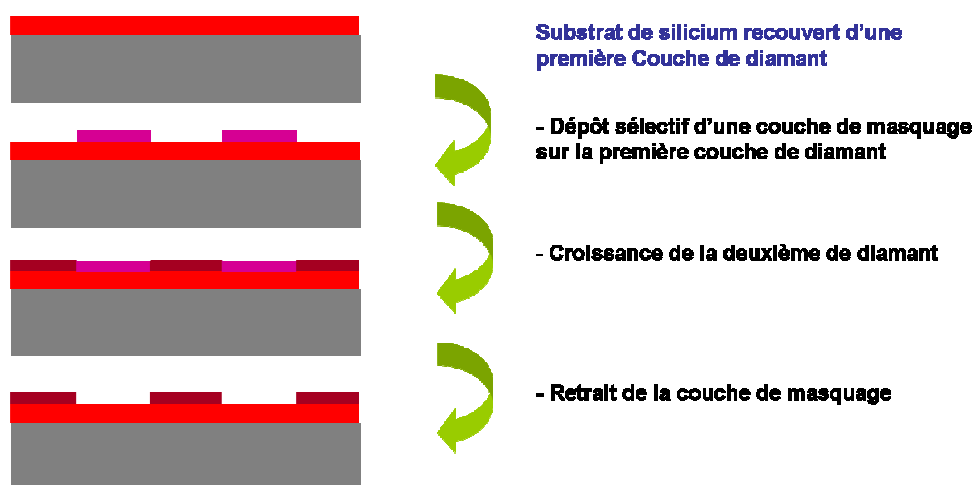 Substrat de silicium recouvert d'une
première Couche de diamant
- Dépôt sélectif d'une couche de masquage
sur la première couche de diamant
- Croissance de la deuxième de diamant
- Retrait de la couche de masquage